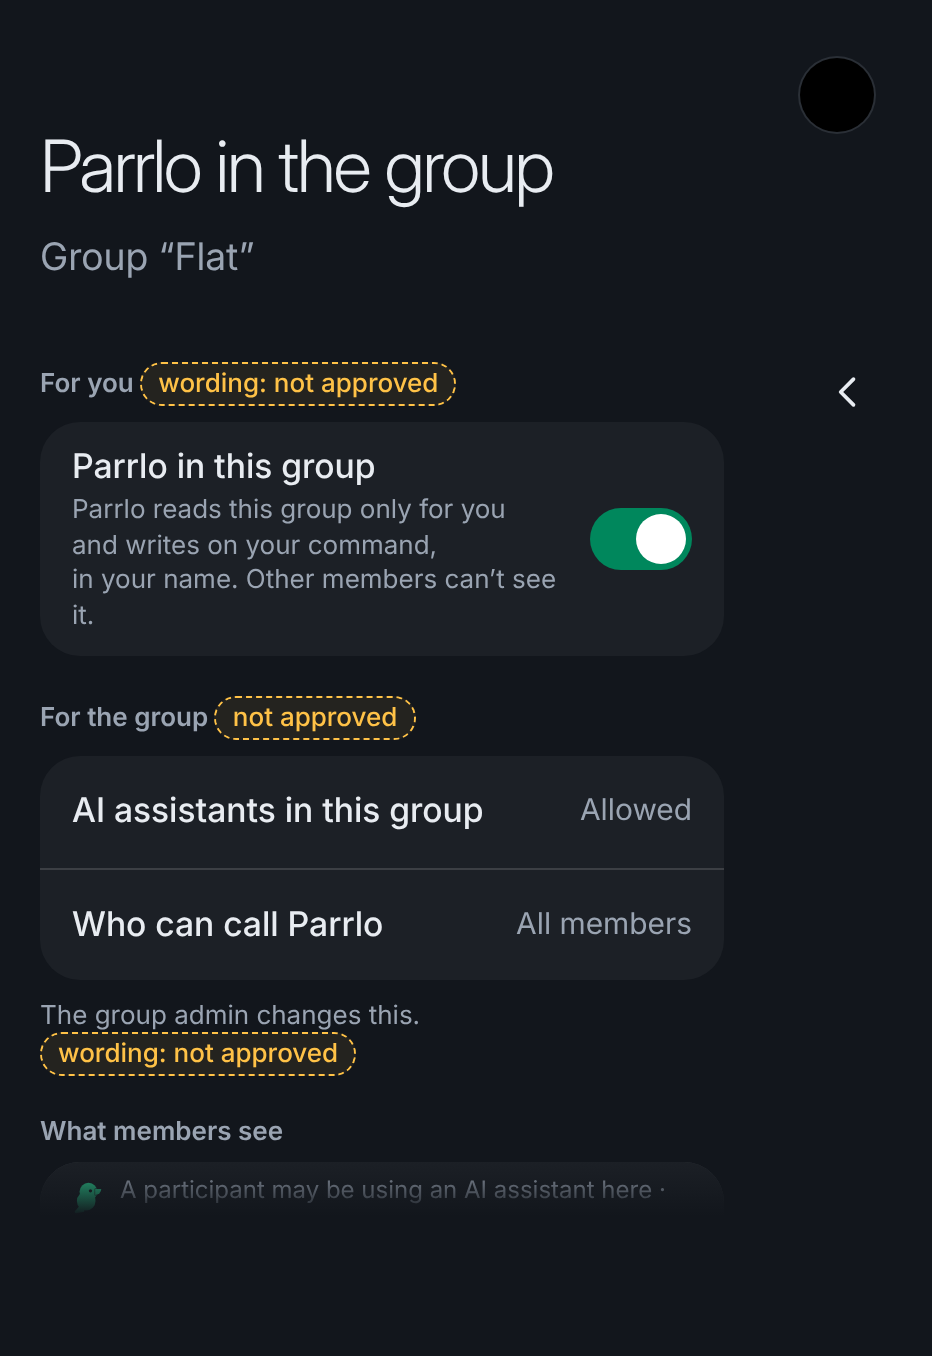 Parrlo in the group
Group “Flat”
For you wording: not approved
Parrlo in this group
Parrlo reads this group only for you
and writes on your command,
in your name. Other members can’t see
it.
For the group not approved
AI assistants in this group Allowed
Who can call Parrlo All members
The group admin changes this.
wording: not approved
What members see
A participant may be using an AI assistant here ·